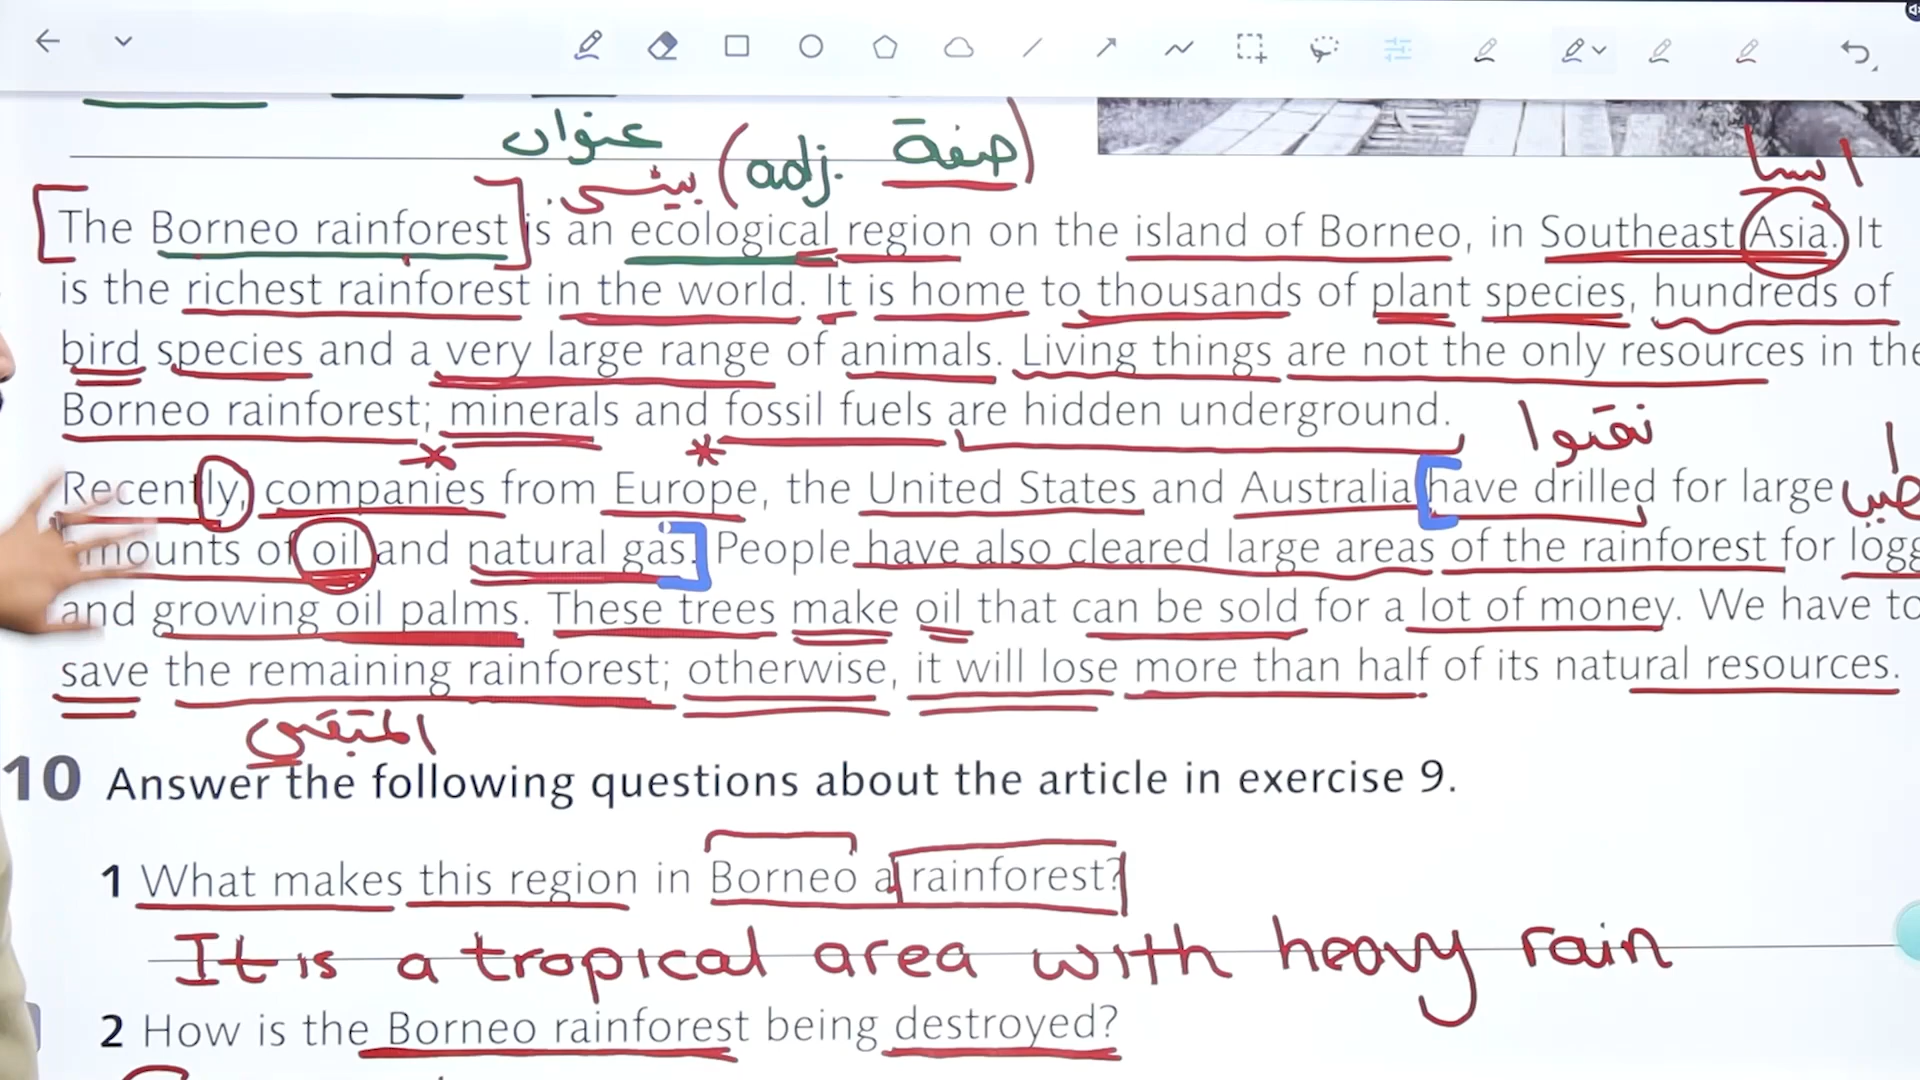 عنوان
بيئي (adj. صفة)
اسيا
The Borneo rainforest is an ecological region on the island of Borneo, in Southeast Asia. It
is the richest rainforest in the world. It is home to thousands of plant species, hundreds of
bird species and a very large range of animals. Living things are not the only resources in the
Borneo rainforest; minerals and fossil fuels are hidden underground.
نقبوا
Recently, companies from Europe, the United States and Australia have drilled for large
amounts of oil and natural gas. People have also cleared large areas of the rainforest for logg
and growing oil palms. These trees make oil that can be sold for a lot of money. We have to
save the remaining rainforest; otherwise, it will lose more than half of its natural resources.
المتبقي
10 Answer the following questions about the article in exercise 9.
1 What makes this region in Borneo a rainforest?
It is a tropical area with heavy rain
2 How is the Borneo rainforest being destroyed?